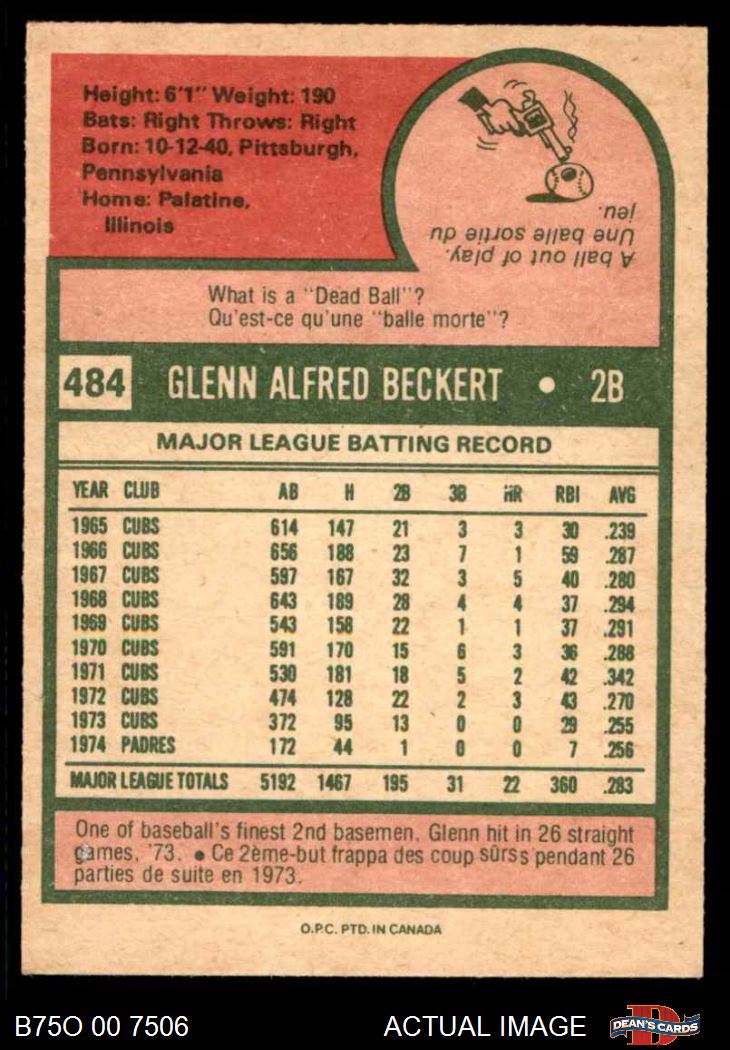 Height: 6'1" Weight: 190
Bats: Right Throws: Right
Born: 10-12-40, Pittsburgh,
Pennsylvania
Home: Palatine,
Illinois
A ball out of play.
Une balle sortie du
jeu.
What is a "Dead Ball"?
Qu'est-ce qu'une "balle morte"?
484 GLENN ALFRED BECKERT • 2B
MAJOR LEAGUE BATTING RECORD
YEAR CLUB AB H 2B 3B HR RBI AVG
1965 CUBS 614 147 21 3 3 30 .239
1966 CUBS 656 188 23 7 1 59 .287
1967 CUBS 597 167 32 3 5 40 .280
1968 CUBS 643 189 28 4 4 37 .294
1969 CUBS 543 158 22 1 1 37 .291
1970 CUBS 591 170 15 6 3 36 .288
1971 CUBS 530 181 18 5 2 42 .342
1972 CUBS 474 128 22 2 3 43 .270
1973 CUBS 372 95 13 0 0 29 .255
1974 PADRES 172 44 1 0 0 7 .256
MAJOR LEAGUE TOTALS 5192 1467 195 31 22 360 .283
One of baseball's finest 2nd basemen, Glenn hit in 26 straight
games, '73. • Ce 2ème-but frappa des coup sûrs s pendant 26
parties de suite en 1973.
O.P.C. PTD. IN CANADA
B75O 00 7506 ACTUAL IMAGE DEAN'S CARDS